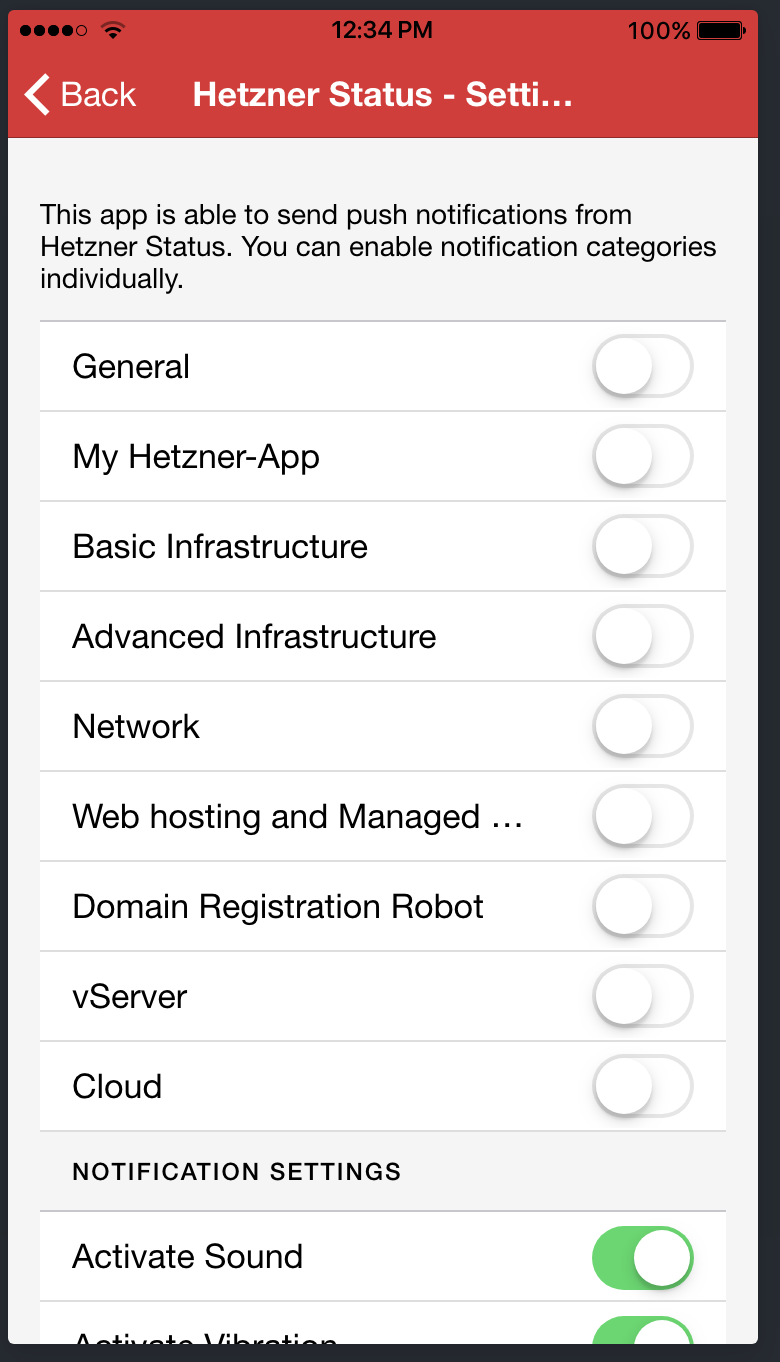 12:34 PM
100%
Back
Hetzner Status - Setti...
This app is able to send push notifications from
Hetzner Status. You can enable notification categories
individually.
General
My Hetzner-App
Basic Infrastructure
Advanced Infrastructure
Network
Web hosting and Managed ...
Domain Registration Robot
vServer
Cloud
NOTIFICATION SETTINGS
Activate Sound
Activate Vibration